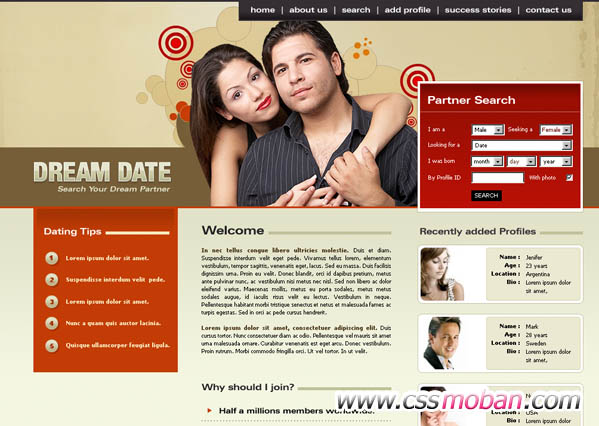 home | about us | search | add profile | success stories | contact us
DREAM DATE
Search Your Dream Partner
Partner Search
I am a Male Seeking a Female
Looking for a Date
I was born month day year
By Profile ID With photo
SEARCH
Dating Tips
1 Lorem ipsum dolor sit amet.
2 Suspendisse interdum velit pede.
3 Lorem ipsum dolor sit amet.
4 Nunc a quam quis auctor lacinia.
5 Quisque ullamcorper feugiat ligula.
Welcome
In nec tellus congue libero ultricies molestie. Duis et diam.
Suspendisse interdum velit eget pede. Vivamus tellus lorem, elementum
vestibulum, tempor sagittis, venenatis eget, lacus. Sed eu massa. Duis facilisis
dignissim urna. Proin eu velit. Donec blandit, orci id dapibus pretium, metus
ante pulvinar nunc, ac vestibulum nisi metus nec nisl. Sed non libero ac dolor
eleifend varius. Maecenas mollis, metus eu porta sodales, metus metus
sodales augue, id iaculis risus velit eu lectus. Vestibulum in neque.
Pellentesque habitant morbi tristique senectus et netus et malesuada fames ac
turpis egestas. Sed in orci ac pede cursus hendrerit.
Lorem ipsum dolor sit amet, consectetuer adipiscing elit. Duis
cursus tortor. Nunc consectetuer diam ac odio. Pellentesque vel mauris sit amet
urna malesuada ornare. Curabitur venenatis est eget arcu. Donec vestibulum.
Proin rutrum. Morbi commodo fringilla orci. Ut vel tortor. In ut velit.
Why should I join?
Half a millions members worldwide.
Recently added Profiles
Name : Jenifer
Age : 23 years
Location : Argentina
Bio : Lorem ipsum dolor
sit amet,
Name : Mark
Age : 28 years
Location : Sweden
Bio : Lorem ipsum dolor
sit amet,
USA
sit amet,
www.cssmoban.com